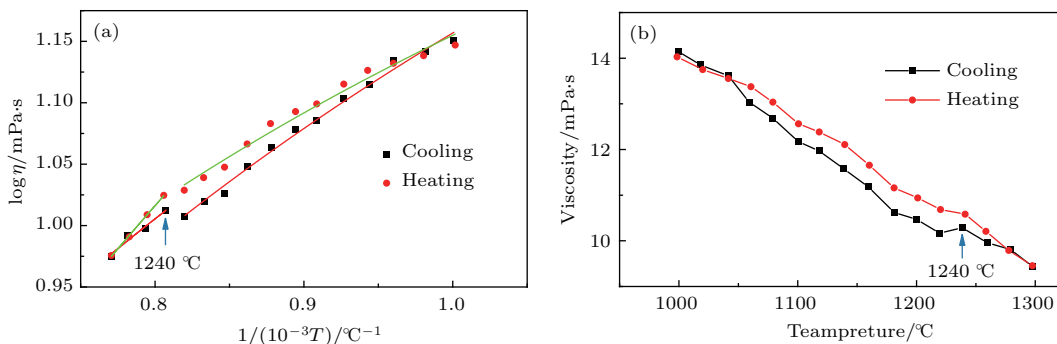 (a)
1.15
1.10
1.05
1.00
0.95
logη/mPa·s
Cooling
Heating
1240 ℃
0.8
0.9
1.0
1/(10⁻³T)/℃⁻¹
(b)
14
12
10
Viscosity/mPa·s
Cooling
Heating
1240 ℃
1000
1100
1200
1300
Teampreture/℃